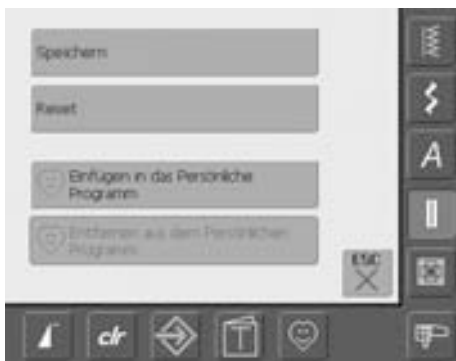 Speichern
Reset
Einfügen in das Persönliche
Programm
Entfernen aus dem Persönlichen
Programm
ESC
A
clr
T